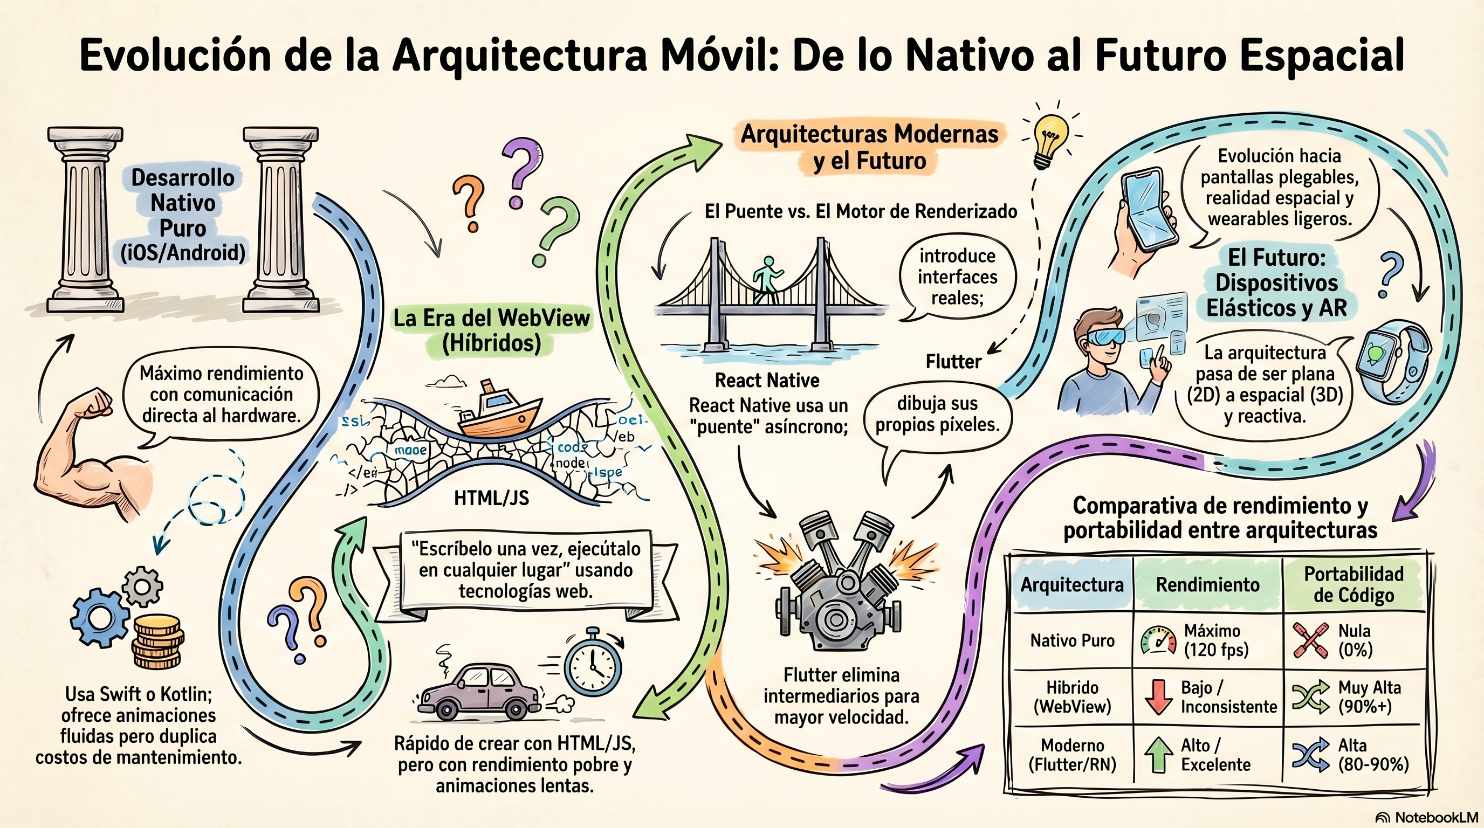 Evolución de la Arquitectura Móvil: De lo Nativo al Futuro Espacial
Desarrollo
Nativo
Puro
(iOS/Android)
Máximo rendimiento
con comunicación
directa al hardware.
Usa Swift o Kotlin;
ofrece animaciones
fluidas pero duplica
costos de mantenimiento.
La Era del WebView
(Híbridos)
maoe
</eë
/>
oei.
/eb
code
node
HTML/JS
"Escríbelo una vez, ejecútalo
en cualquier lugar" usando
tecnologías web.
Rápido de crear con HTML/JS,
pero con rendimiento pobre y
animaciones lentas.
Arquitecturas Modernas
y el Futuro
El Puente vs. El Motor de Renderizado
introduce
interfaces
reales;
React Native
React Native usa un
"puente" asíncrono;
Flutter
dibuja sus
propios píxeles.
Flutter elimina
intermediarios para
mayor velocidad.
Evolución hacia
pantallas plegables,
realidad espacial y
wearables ligeros.
El Futuro:
Dispositivos
Elásticos y AR
La arquitectura
pasa de ser plana
(2D) a espacial (3D)
y reactiva.
Comparativa de rendimiento y
portabilidad entre arquitecturas
Arquitectura
Rendimiento
Portabilidad
de Código
Nativo Puro
Máximo
(120 fps)
Nula
(0%)
Híbrido
(WebView)
Bajo /
Inconsistente
Muy Alta
(90%+)
Moderno
(Flutter/RN)
Alto /
Excelente
Alta
(80-90%)
NotebookLM